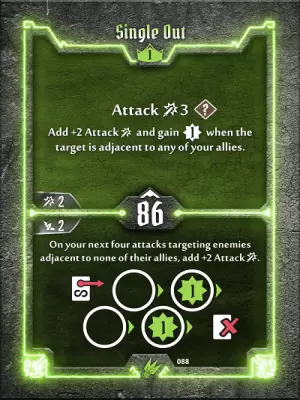 Single Out
1
Attack 3 ?
Add +2 Attack and gain 1 when the
target is adjacent to any of your allies.
2
86
2
On your next four attacks targeting enemies
adjacent to none of their allies, add +2 Attack.
S
1
1
088